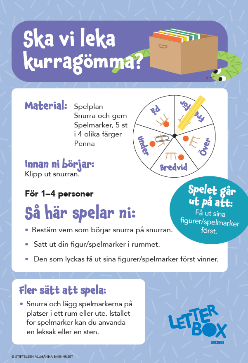 Ska vi leka
kurragömma?
Material:
Spelplan
Snurra och gem
Spelmarker, 5 st
i 4 olika färger
Penna
På
Över
Bredvid
Under
Innan ni börjar:
Klipp ut snurran.
För 1–4 personer
Så här spelar ni:
• Bestäm vem som börjar snurra på snurran.
• Sätt ut din figur/spelmarker i rummet.
• Den som lyckas få ut sina figurer/spelmarker först vinner.
Spelet går
ut på att:
Få ut sina
figurer/spelmarker
först.
Fler sätt att spela:
• Snurra och lägg spelmarkerna på
platser i ett rum eller ute. Istället
för spelmarker kan du använda
en leksak eller en sten.
LETTER
BOX